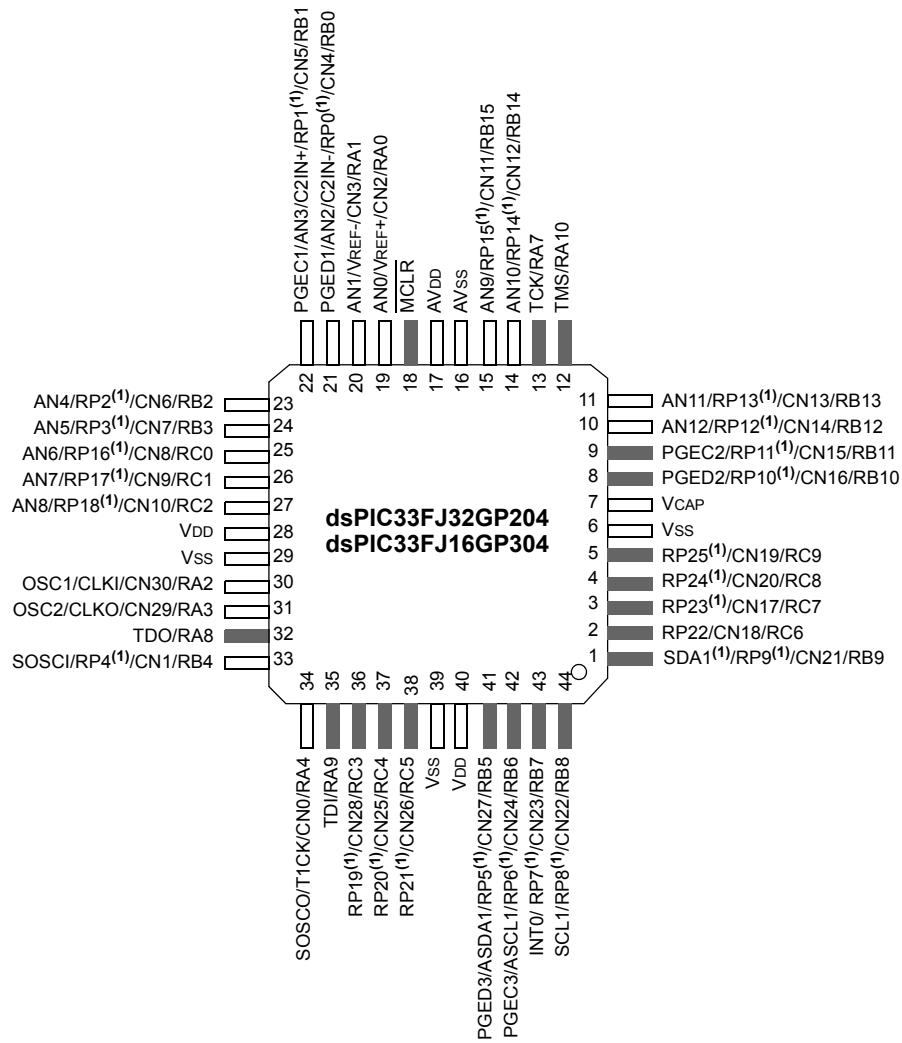 PGEC1/AN3/C2IN+/RP1(1)/CN5/RB1
PGED1/AN2/C2IN-/RP0(1)/CN4/RB0
AN1/VREF-/CN3/RA1
AN0/VREF+/CN2/RA0
MCLR
AVDD
AVSS
AN9/RP15(1)/CN11/RB15
AN10/RP14(1)/CN12/RB14
TCK/RA7
TMS/RA10
22
21
20
19
18
17
16
15
14
13
12
AN4/RP2(1)/CN6/RB2 23
AN5/RP3(1)/CN7/RB3 24
AN6/RP16(1)/CN8/RC0 25
AN7/RP17(1)/CN9/RC1 26
AN8/RP18(1)/CN10/RC2 27
VDD 28
VSS 29
OSC1/CLKI/CN30/RA2 30
OSC2/CLKO/CN29/RA3 31
TDO/RA8 32
SOSCI/RP4(1)/CN1/RB4 33
dsPIC33FJ32GP204
dsPIC33FJ16GP304
11 AN11/RP13(1)/CN13/RB13
10 AN12/RP12(1)/CN14/RB12
9 PGEC2/RP11(1)/CN15/RB11
8 PGED2/RP10(1)/CN16/RB10
7 VCAP
6 VSS
5 RP25(1)/CN19/RC9
4 RP24(1)/CN20/RC8
3 RP23(1)/CN17/RC7
2 RP22/CN18/RC6
1 SDA1(1)/RP9(1)/CN21/RB9
34
35
36
37
38
39
40
41
42
43
44
SOSCO/T1CK/CN0/RA4
TDI/RA9
RP19(1)/CN28/RC3
RP20(1)/CN25/RC4
RP21(1)/CN26/RC5
VSS
VDD
PGED3/ASDA1/RP5(1)/CN27/RB5
PGEC3/ASCL1/RP6(1)/CN24/RB6
INT0/ RP7(1)/CN23/RB7
SCL1/RP8(1)/CN22/RB8